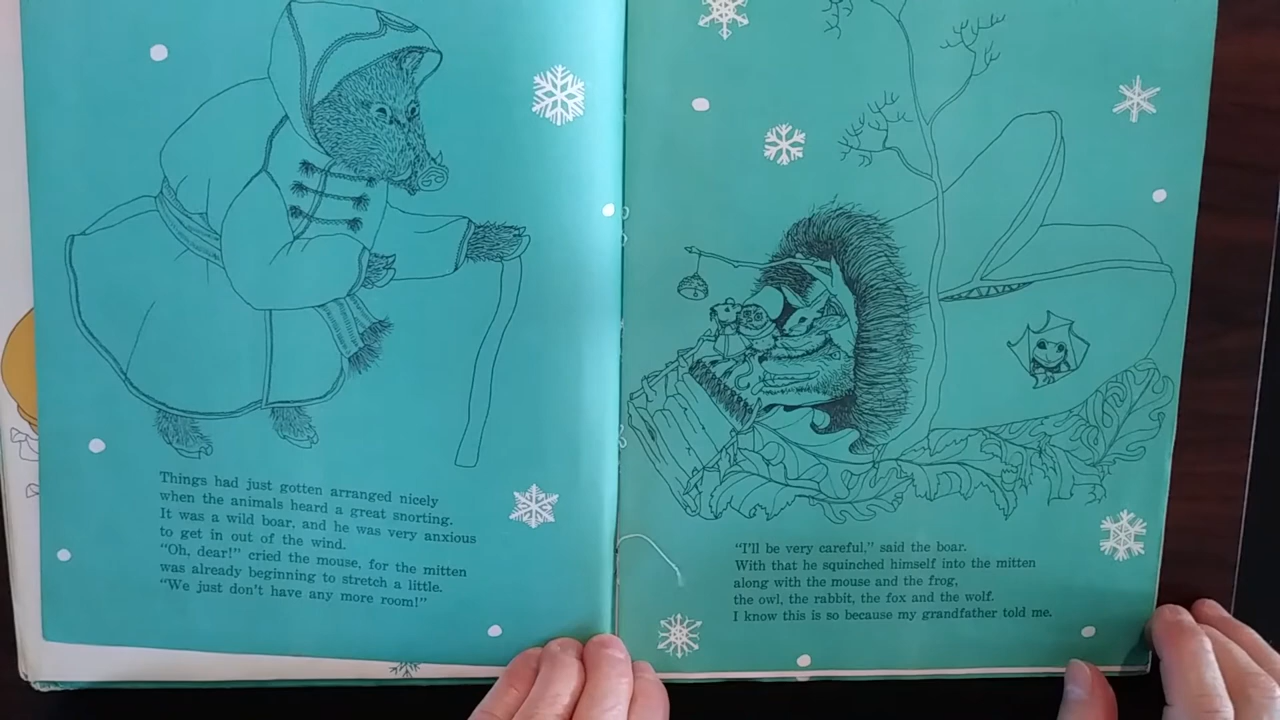 Things had just gotten arranged nicely
when the animals heard a great snorting.
It was a wild boar, and he was very anxious
to get in out of the wind.
"Oh, dear!" cried the mouse, for the mitten
was already beginning to stretch a little.
"We just don't have any more room!"
"I'll be very careful," said the boar.
With that he squinched himself into the mitten
along with the mouse and the frog,
the owl, the rabbit, the fox and the wolf.
I know this is so because my grandfather told me.